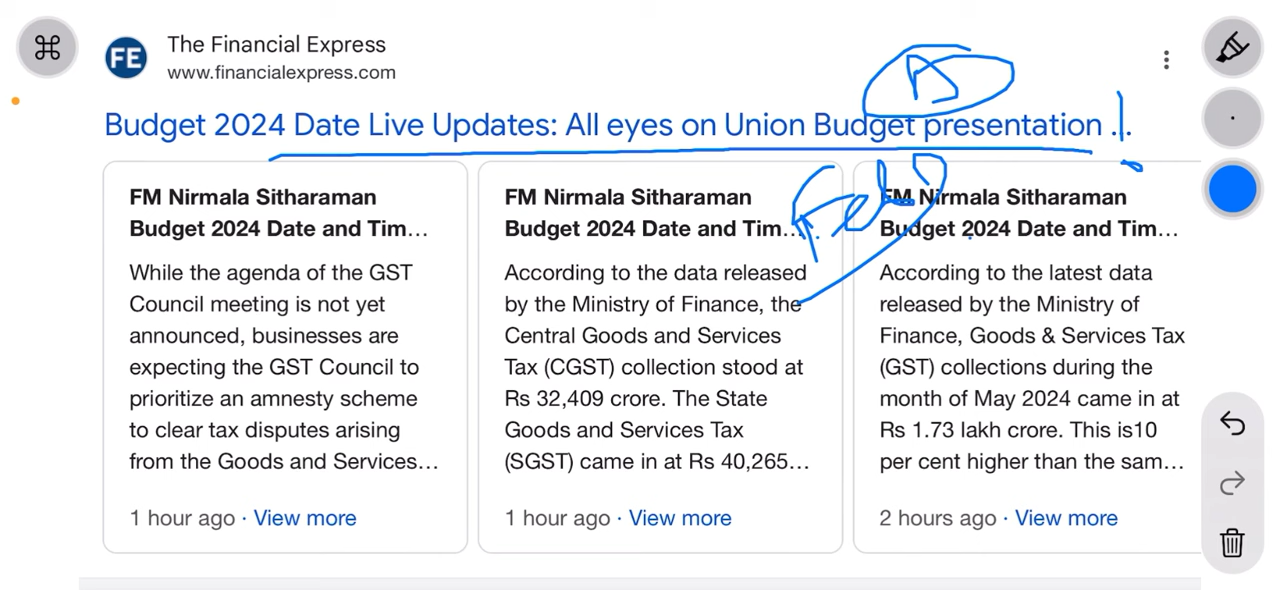 The Financial Express
www.financialexpress.com
Budget 2024 Date Live Updates: All eyes on Union Budget presentation ...
FM Nirmala Sitharaman
Budget 2024 Date and Tim...
While the agenda of the GST
Council meeting is not yet
announced, businesses are
expecting the GST Council to
prioritize an amnesty scheme
to clear tax disputes arising
from the Goods and Services...
1 hour ago · View more
FM Nirmala Sitharaman
Budget 2024 Date and Tim...
According to the data released
by the Ministry of Finance, the
Central Goods and Services
Tax (CGST) collection stood at
Rs 32,409 crore. The State
Goods and Services Tax
(SGST) came in at Rs 40,265...
1 hour ago · View more
FM Nirmala Sitharaman
Budget 2024 Date and Tim...
According to the latest data
released by the Ministry of
Finance, Goods & Services Tax
(GST) collections during the
month of May 2024 came in at
Rs 1.73 lakh crore. This is10
per cent higher than the sam...
2 hours ago · View more
FE
Feb